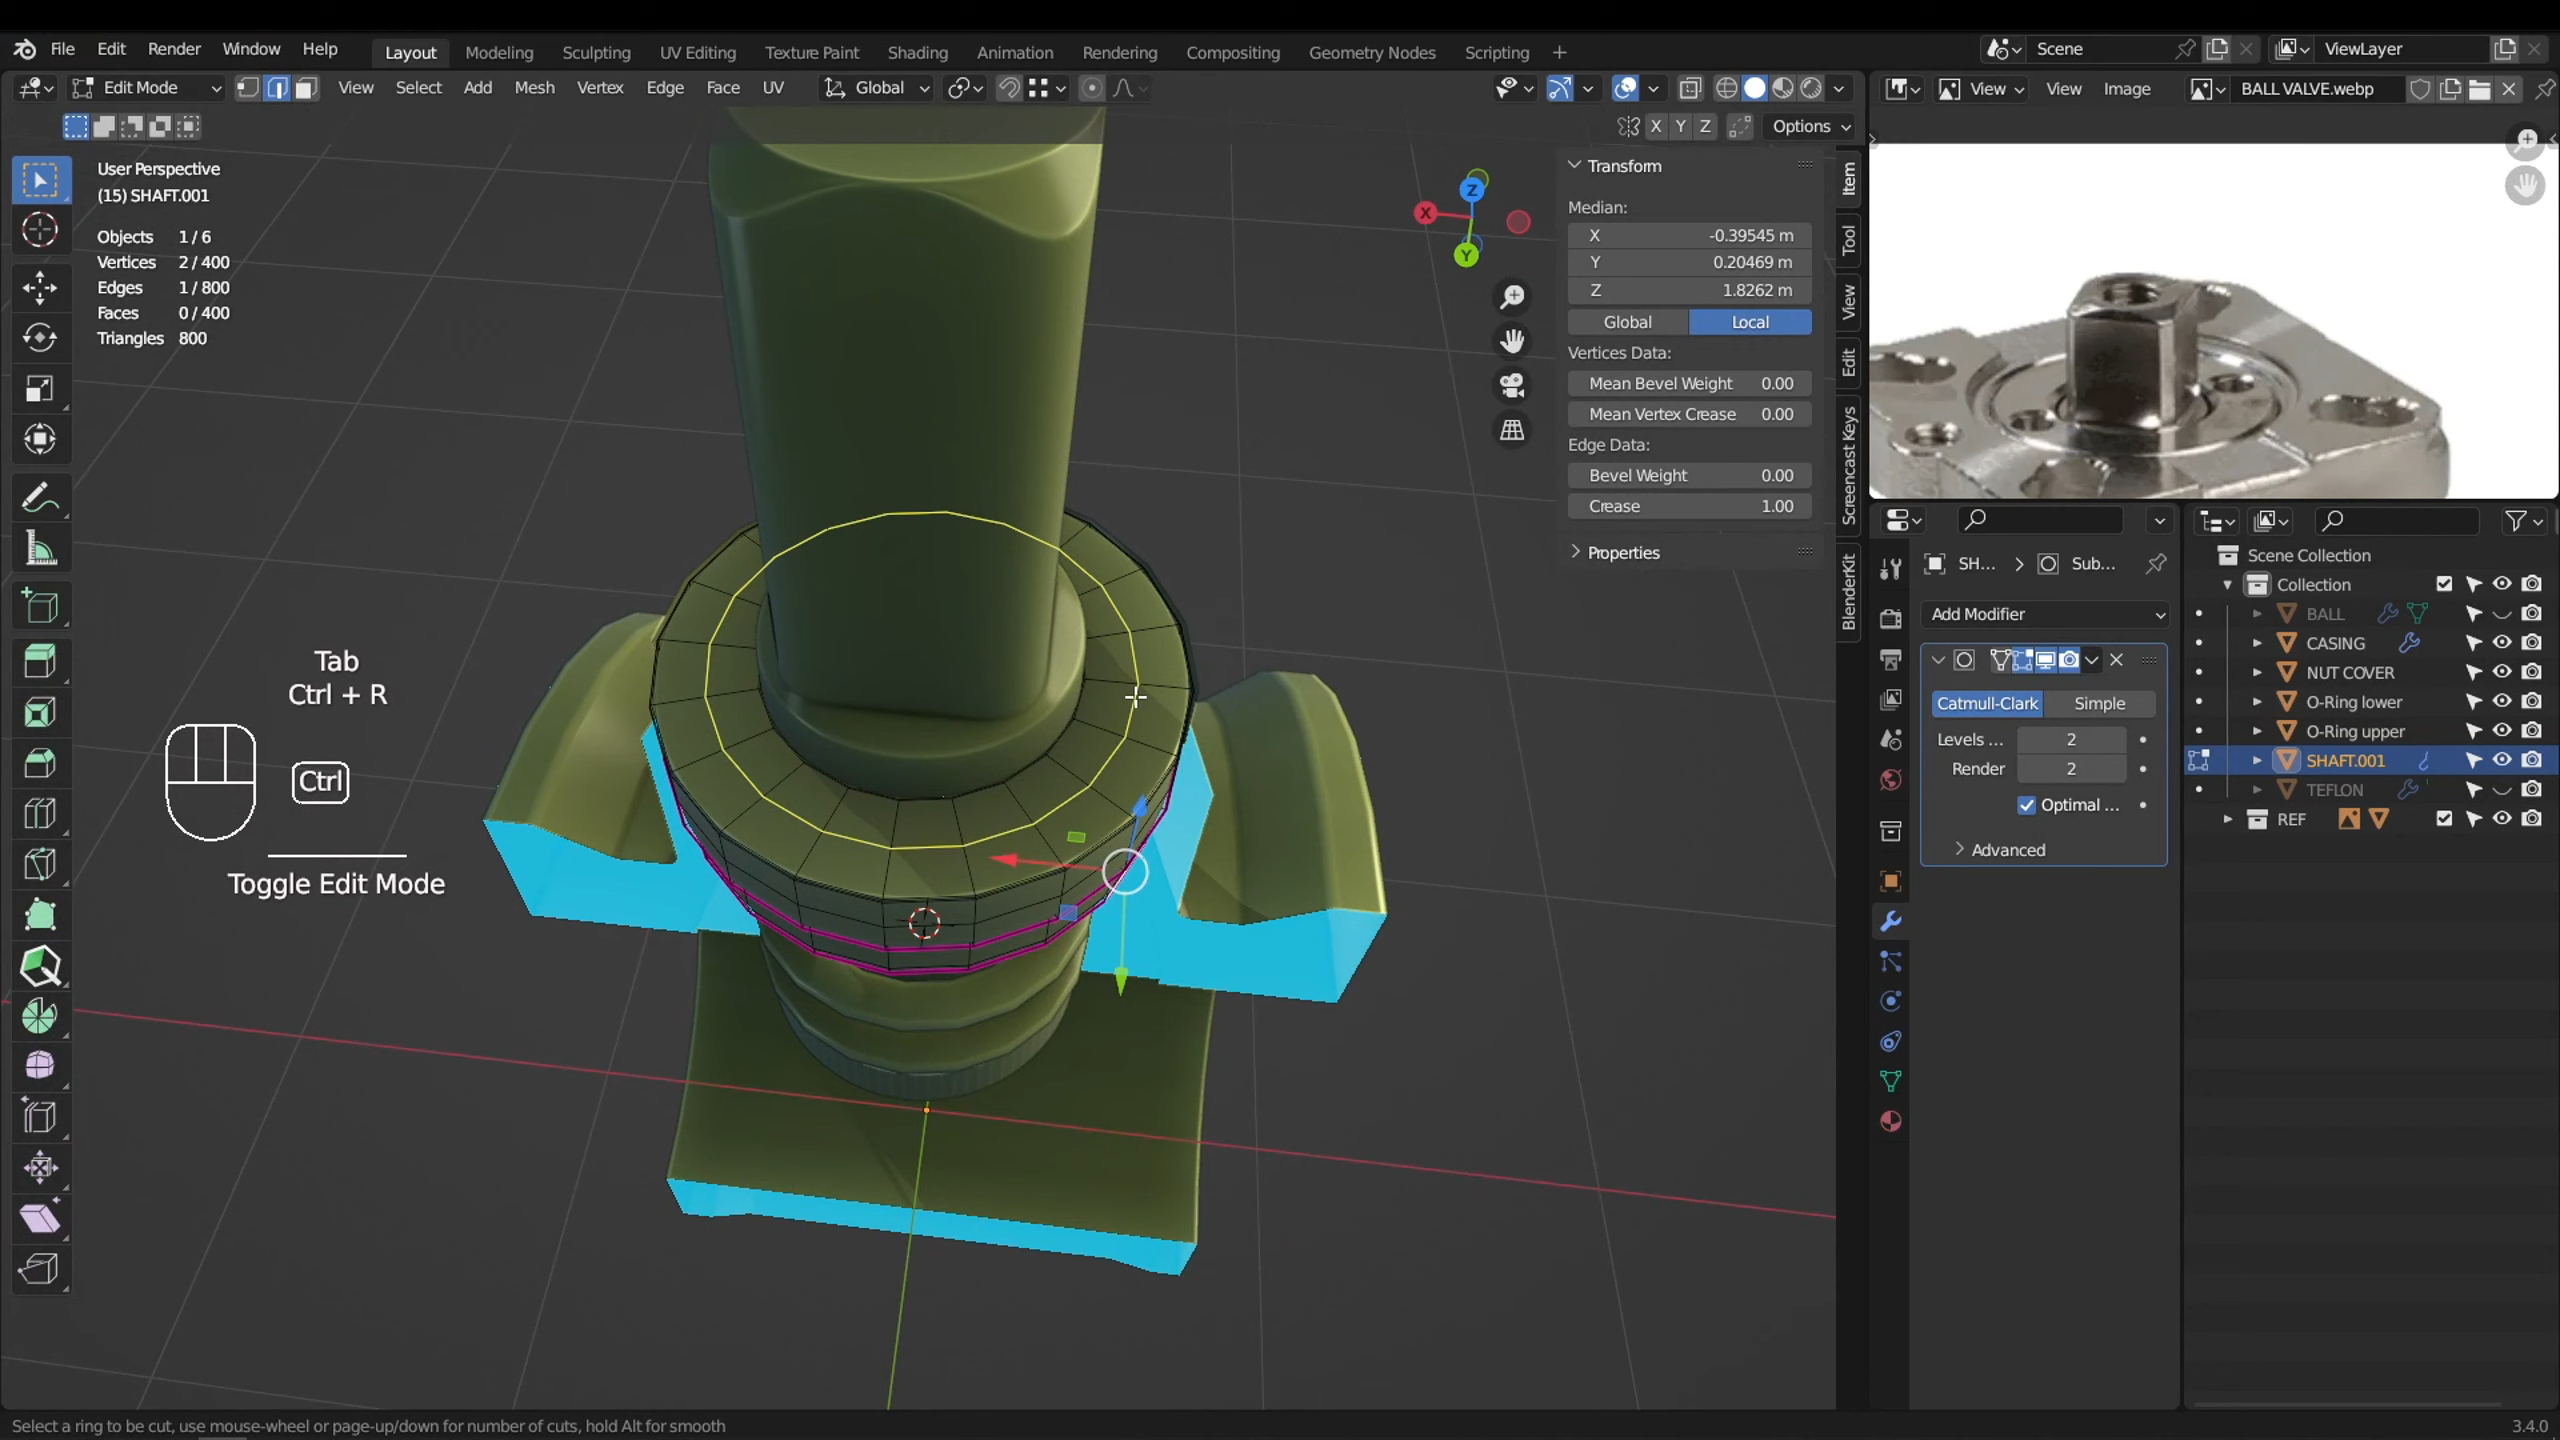 File Edit Render Window Help Layout Modeling Sculpting UV Editing Texture Paint Shading Animation Rendering Compositing Geometry Nodes Scripting + Scene ViewLayer
Edit Mode View Select Add Mesh Vertex Edge Face UV Global View View Image BALL VALVE.webp
X Y Z Options
User Perspective
(15) SHAFT.001
Objects 1 / 6
Vertices 2 / 400
Edges 1 / 800
Faces 0 / 400
Triangles 800
Tab
Ctrl + R
Ctrl
Toggle Edit Mode
X
Y
Z
Transform
Median:
X -0.39545 m
Y 0.20469 m
Z 1.8262 m
Global Local
Vertices Data:
Mean Bevel Weight 0.00
Mean Vertex Crease 0.00
Edge Data:
Bevel Weight 0.00
Crease 1.00
Properties
Item
Tool
View
Edit
Screencast Keys
BlenderKit
SH... Sub...
Add Modifier
Catmull-Clark Simple
Levels ... 2
Render 2
Optimal ...
Advanced
Scene Collection
Collection
BALL
CASING
NUT COVER
O-Ring lower
O-Ring upper
SHAFT.001
TEFLON
REF
Select a ring to be cut, use mouse-wheel or page-up/down for number of cuts, hold Alt for smooth 3.4.0